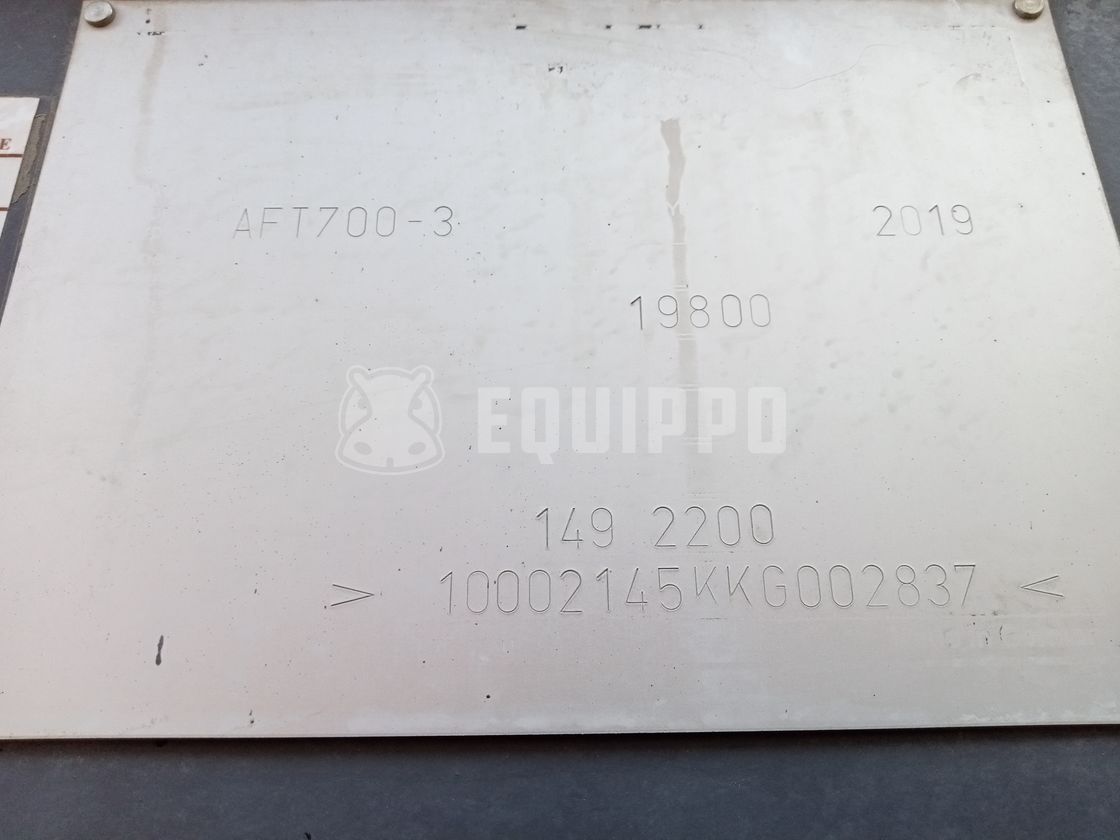 E
AFT700-3 2019
19800
EQUIPPO
149 2200
> 10002145KKG002837 <